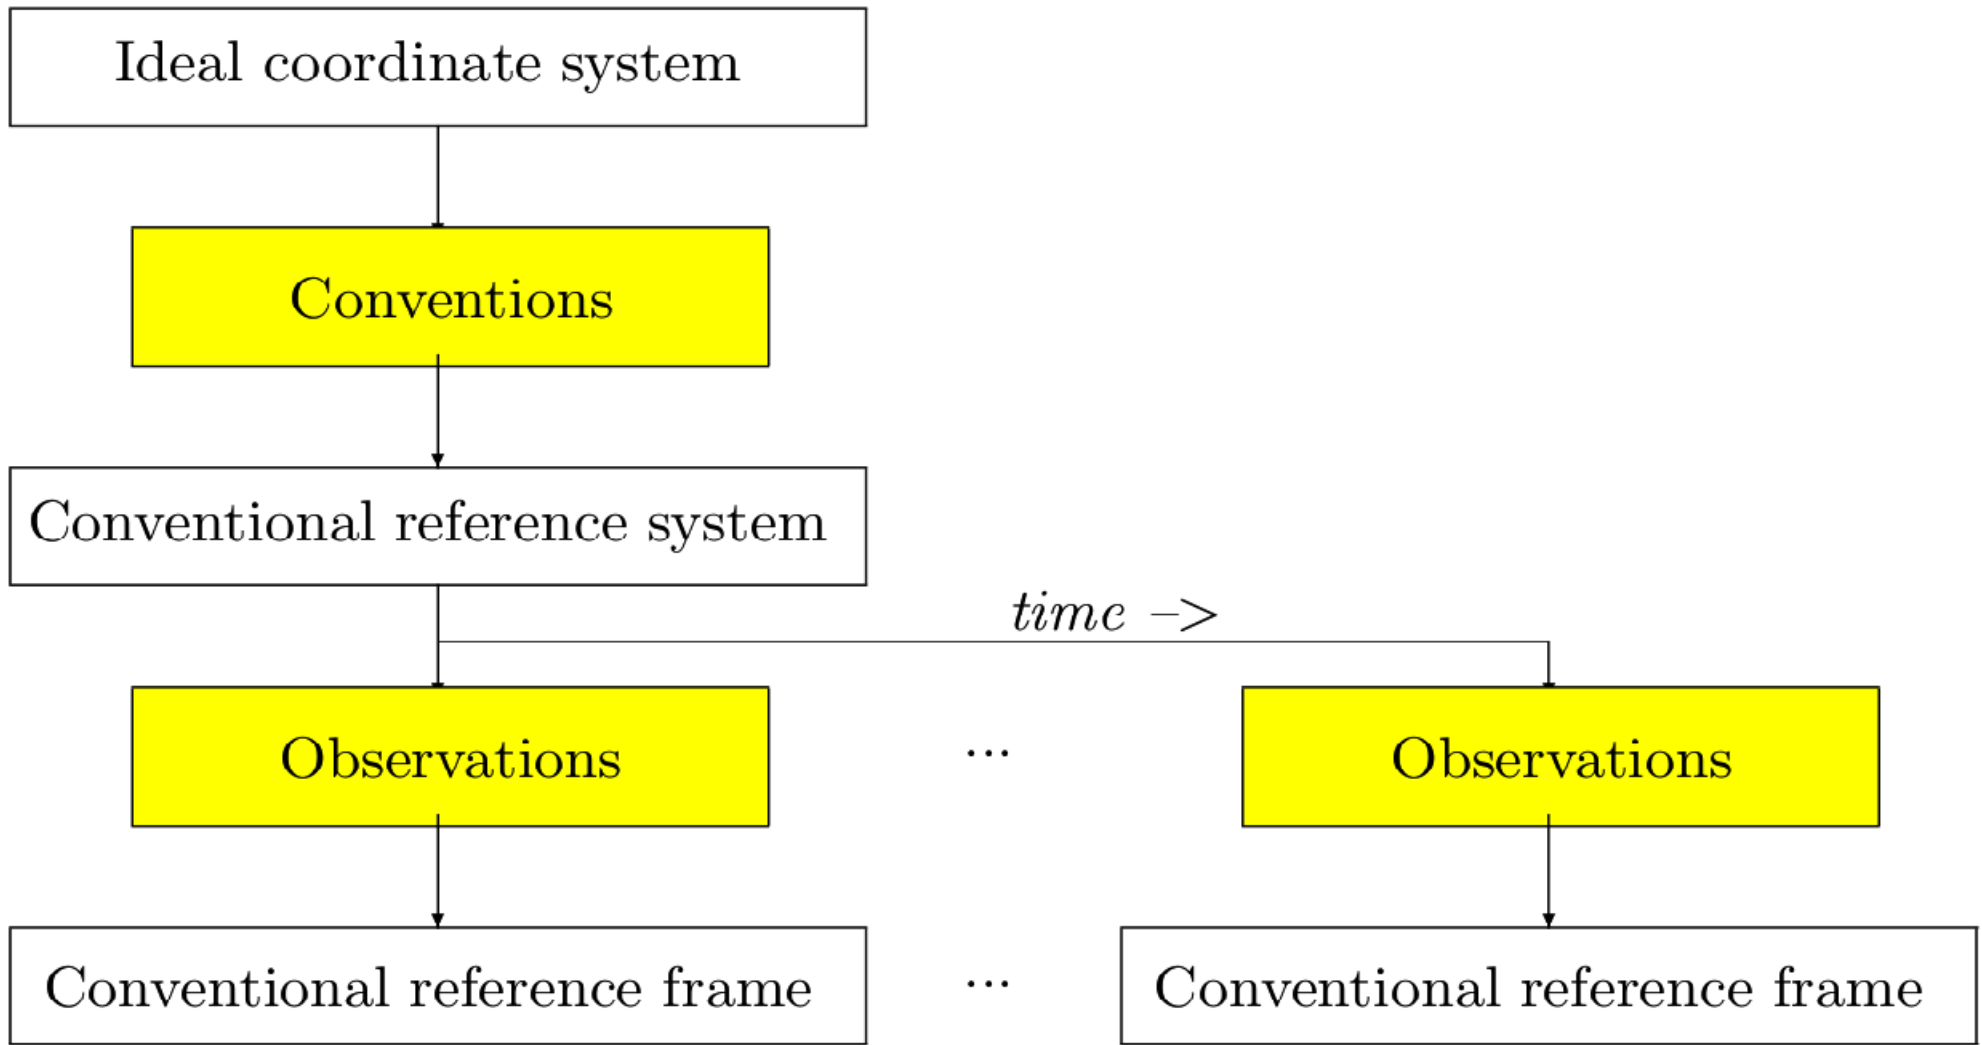 Ideal coordinate system
Conventions
Conventional reference system
time –>
Observations
...
Observations
Conventional reference frame
...
Conventional reference frame